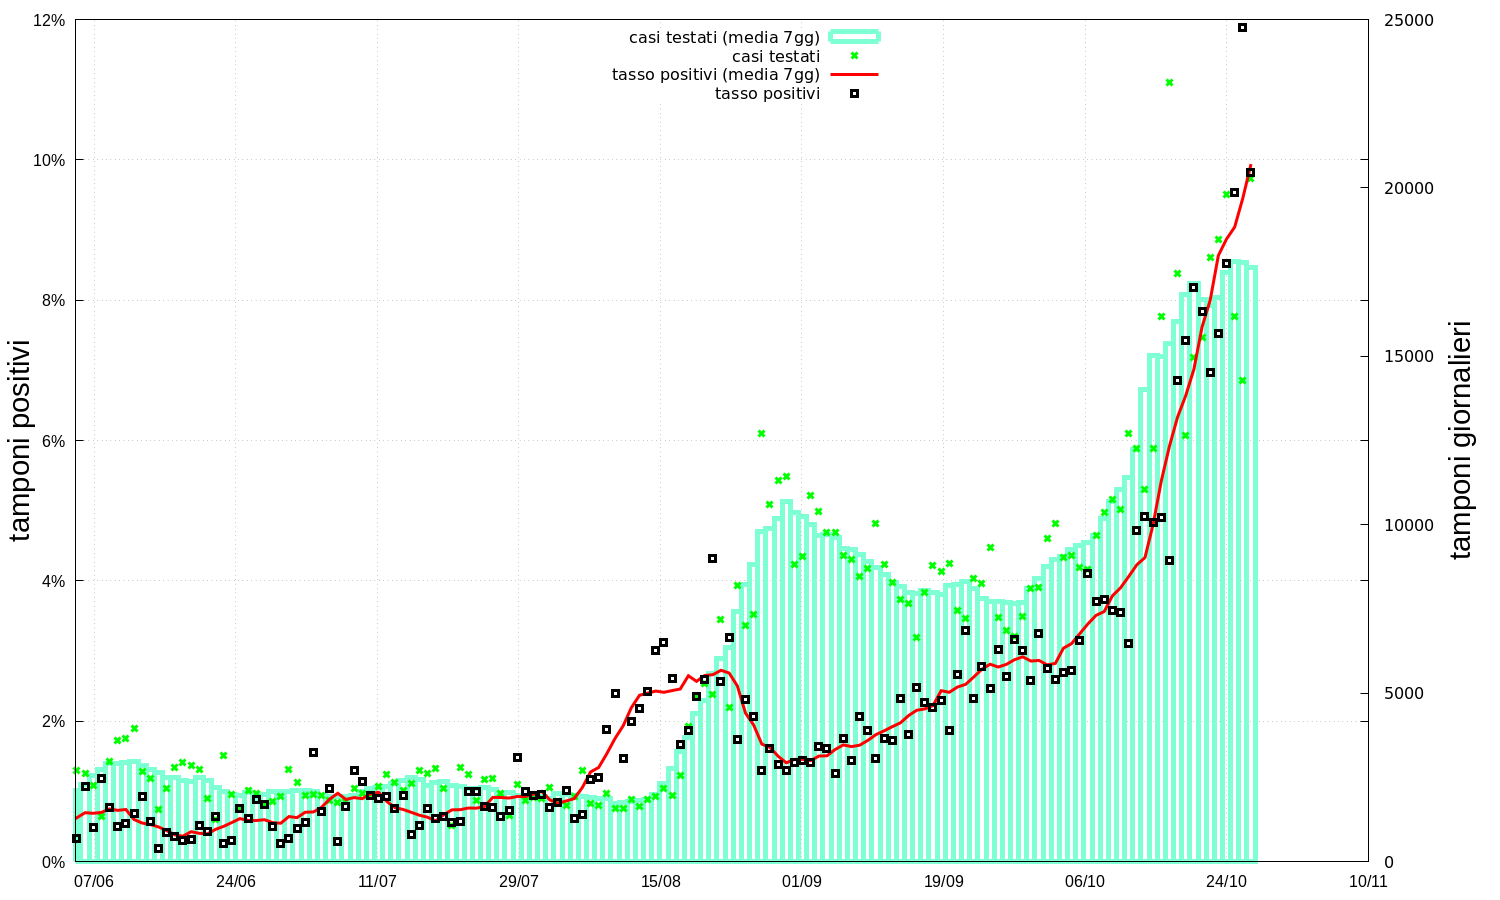 casi testati (media 7gg)
casi testati
tasso positivi (media 7gg)
tasso positivi
tamponi positivi
12%
10%
8%
6%
4%
2%
0%
25000
20000
15000
10000
5000
0
tamponi giornalieri
07/06 24/06 11/07 29/07 15/08 01/09 19/09 06/10 24/10 10/11